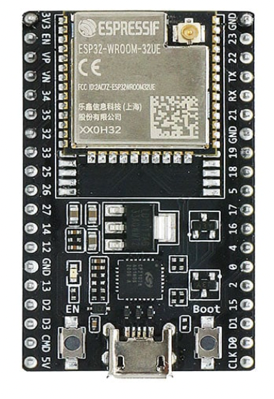 ESPRESSIF
ESP32-WROOM-32UE
CE
FCC ID:2AC7Z-ESP32WROOM32UE
乐鑫信息科技(上海)
股份有限公司
XX0H32
3V3
EN
VP
VN
34
35
32
33
25
26
27
14
12
GND
13
D2
D3
CMD
5V
GND
23
22
TX
RX
21
GND
19
18
5
17
16
4
0
2
15
D1
D0
CLK
EN
Boot